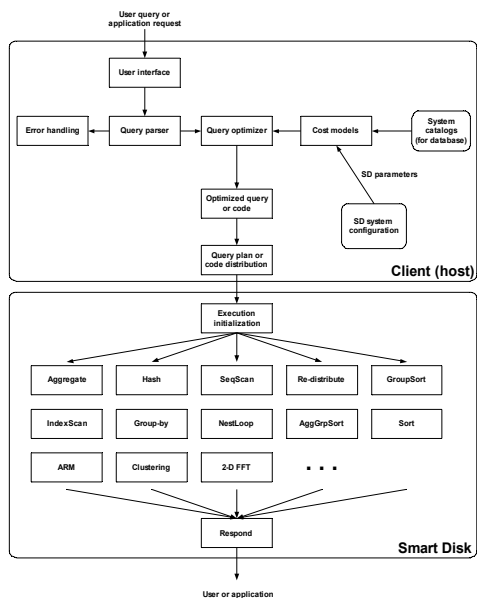 User query or
application request
User interface
Error handling
Query parser
Query optimizer
Cost models
System
catalogs
(for database)
SD parameters
Optimized query
or code
SD system
configuration
Query plan or
code distribution
Client (host)
Execution
initialization
Aggregate
Hash
SeqScan
Re-distribute
GroupSort
IndexScan
Group-by
NestLoop
AggGrpSort
Sort
ARM
Clustering
2-D FFT
. . .
Respond
Smart Disk
User or application